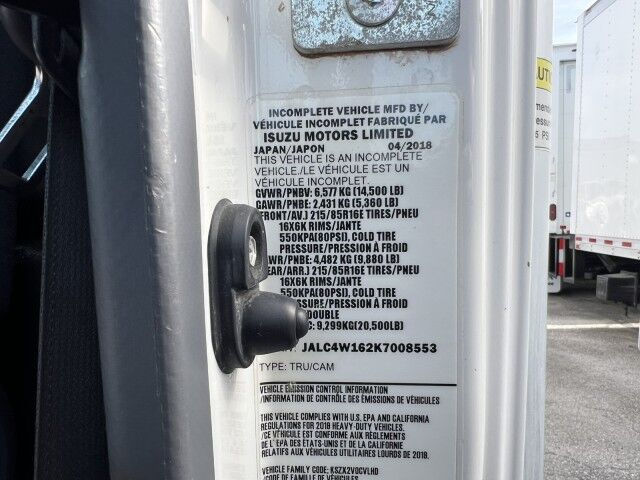 INCOMPLETE VEHICLE MFD BY/
VÉHICULE INCOMPLET FABRIQUÉ PAR
ISUZU MOTORS LIMITED
JAPAN/JAPON 04/2018
THIS VEHICLE IS AN INCOMPLETE
VEHICLE./LE VÉHICULE EST UN
VÉHICULE INCOMPLET.
GVWR/PNBV: 6,577 KG (14,500 LB)
GAWR/PNBE: 2,431 KG (5,360 LB)
FRONT/AV.) 215/85R16E TIRES/PNEU
16X6K RIMS/JANTE
550KPA(80PSI), COLD TIRE
PRESSURE/PRESSION À FROID
GAWR/PNBE: 4,482 KG (9,880 LB)
REAR/ARR.) 215/85R16E TIRES/PNEU
16X6K RIMS/JANTE
550KPA(80PSI), COLD TIRE
PRESSURE/PRESSION À FROID
DOUBLE
: 9,299KG(20,500LB)
JALC4W162K7008553
TYPE: TRU/CAM
VEHICLE EMISSION CONTROL INFORMATION
/INFORMATION DE CONTRÔLE DES ÉMISSIONS DE VÉHICULES
THIS VEHICLE COMPLIES WITH U.S. EPA AND CALIFORNIA
REGULATIONS FOR 2018 HEAVY-DUTY VEHICLES.
/CE VÉHICULE EST CONFORME AUX RÈGLEMENTS
DE L'EPA DES ÉTATS-UNIS ET DE LA CALIFORNIE
RELATIFS AUX VÉHICULES UTILITAIRES LOURDS DE 2018.
VEHICLE FAMILY CODE: KSZX2VOCVLHD